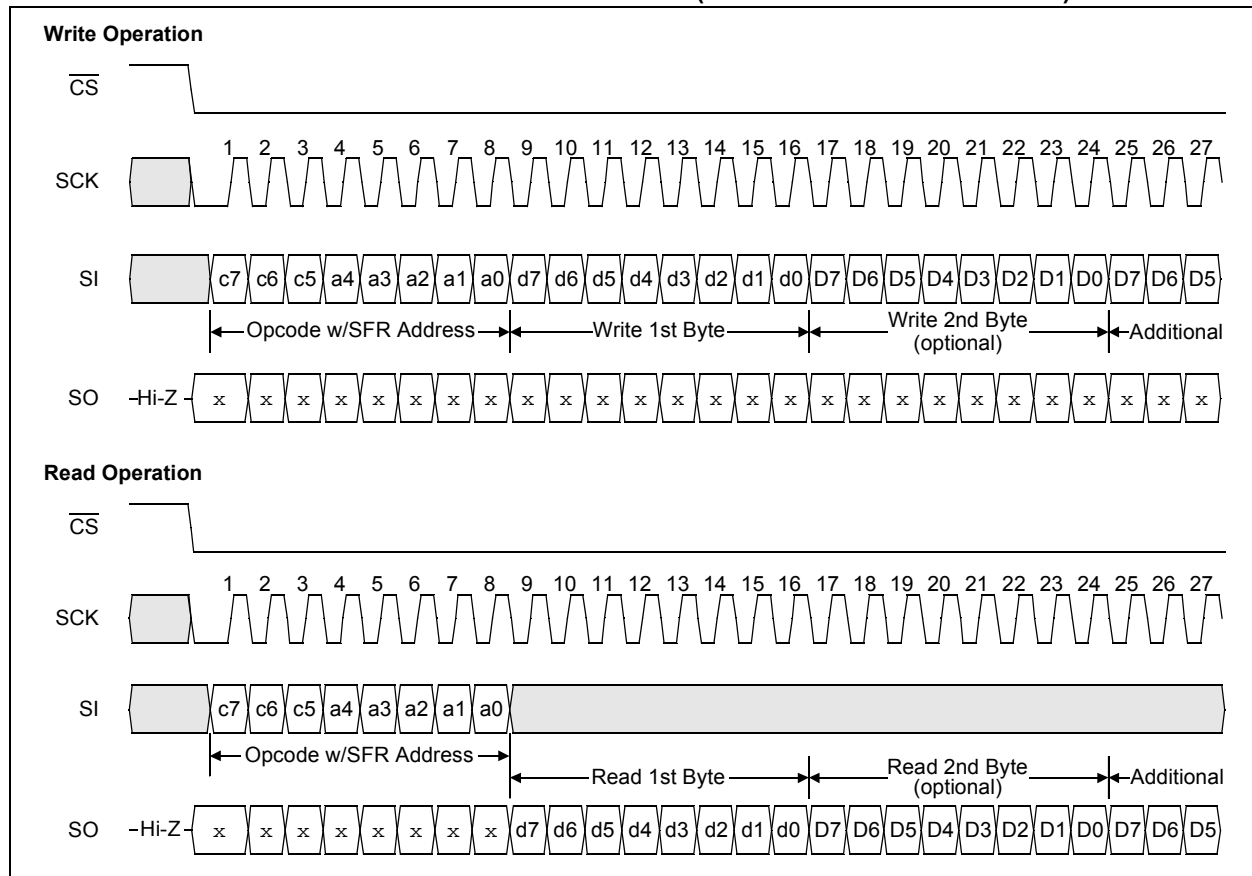 Write Operation
CS
1 2 3 4 5 6 7 8 9 10 11 12 13 14 15 16 17 18 19 20 21 22 23 24 25 26 27
SCK
SI c7 c6 c5 a4 a3 a2 a1 a0 d7 d6 d5 d4 d3 d2 d1 d0 D7 D6 D5 D4 D3 D2 D1 D0 D7 D6 D5
Opcode w/SFR Address Write 1st Byte Write 2nd Byte Additional
(optional)
SO Hi-Z x x x x x x x x x x x x x x x x x x x x x x x x x x x
Read Operation
CS
1 2 3 4 5 6 7 8 9 10 11 12 13 14 15 16 17 18 19 20 21 22 23 24 25 26 27
SCK
SI c7 c6 c5 a4 a3 a2 a1 a0
Opcode w/SFR Address Read 1st Byte Read 2nd Byte Additional
(optional)
SO Hi-Z x x x x x x x x d7 d6 d5 d4 d3 d2 d1 d0 D7 D6 D5 D4 D3 D2 D1 D0 D7 D6 D5